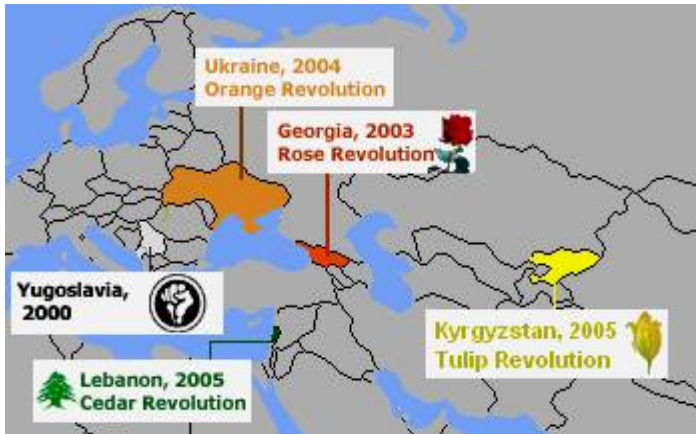 Ukraine, 2004
Orange Revolution
Georgia, 2003
Rose Revolution
Yugoslavia,
2000
Kyrgyzstan, 2005
Tulip Revolution
Lebanon, 2005
Cedar Revolution